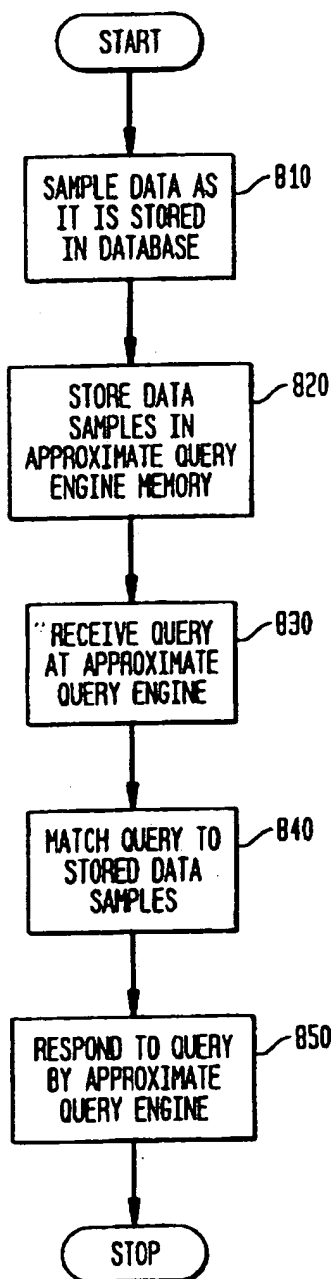 START
SAMPLE DATA AS
IT IS STORED
IN DATABASE
810
STORE DATA
SAMPLES IN
APPROXIMATE QUERY
ENGINE MEMORY
820
RECEIVE QUERY
AT APPROXIMATE
QUERY ENGINE
830
MATCH QUERY TO
STORED DATA
SAMPLES
840
RESPOND TO QUERY
BY APPROXIMATE
QUERY ENGINE
850
STOP